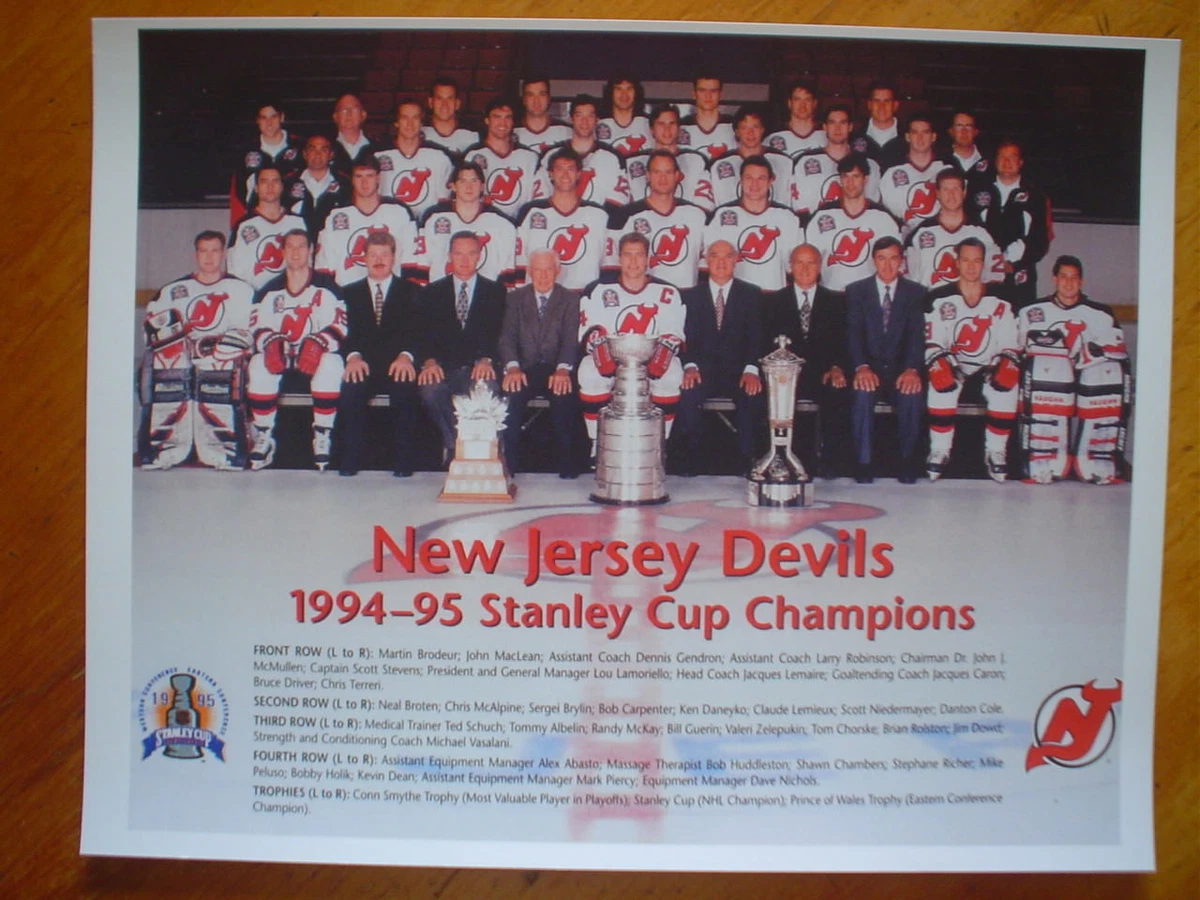 New Jersey Devils
1994–95 Stanley Cup Champions
FRONT ROW (L to R): Martin Brodeur; John MacLean; Assistant Coach Dennis Gendron; Assistant Coach Larry Robinson; Chairman Dr. John J.
McMullen; Captain Scott Stevens; President and General Manager Lou Lamoriello; Head Coach Jacques Lemaire; Goaltending Coach Jacques Caron;
Bruce Driver; Chris Terreri.
SECOND ROW (L to R): Neal Broten; Chris McAlpine; Sergei Brylin; Bob Carpenter; Ken Daneyko; Claude Lemieux; Scott Niedermayer; Danton Cole.
THIRD ROW (L to R): Medical Trainer Ted Schuch; Tommy Albelin; Randy McKay; Bill Guerin; Valeri Zelepukin; Tom Chorske; Brian Rolston; Jim Dowd;
Strength and Conditioning Coach Michael Vasalani.
FOURTH ROW (L to R): Assistant Equipment Manager Alex Abasto; Massage Therapist Bob Huddleston; Shawn Chambers; Stephane Richer; Mike
Peluso; Bobby Holik; Kevin Dean; Assistant Equipment Manager Mark Piercy; Equipment Manager Dave Nichols.
TROPHIES (L to R): Conn Smythe Trophy (Most Valuable Player in Playoffs); Stanley Cup (NHL Champion); Prince of Wales Trophy (Eastern Conference
Champion).
WESTERN CONFERENCE EASTERN CONFERENCE
1995
STANLEY CUP